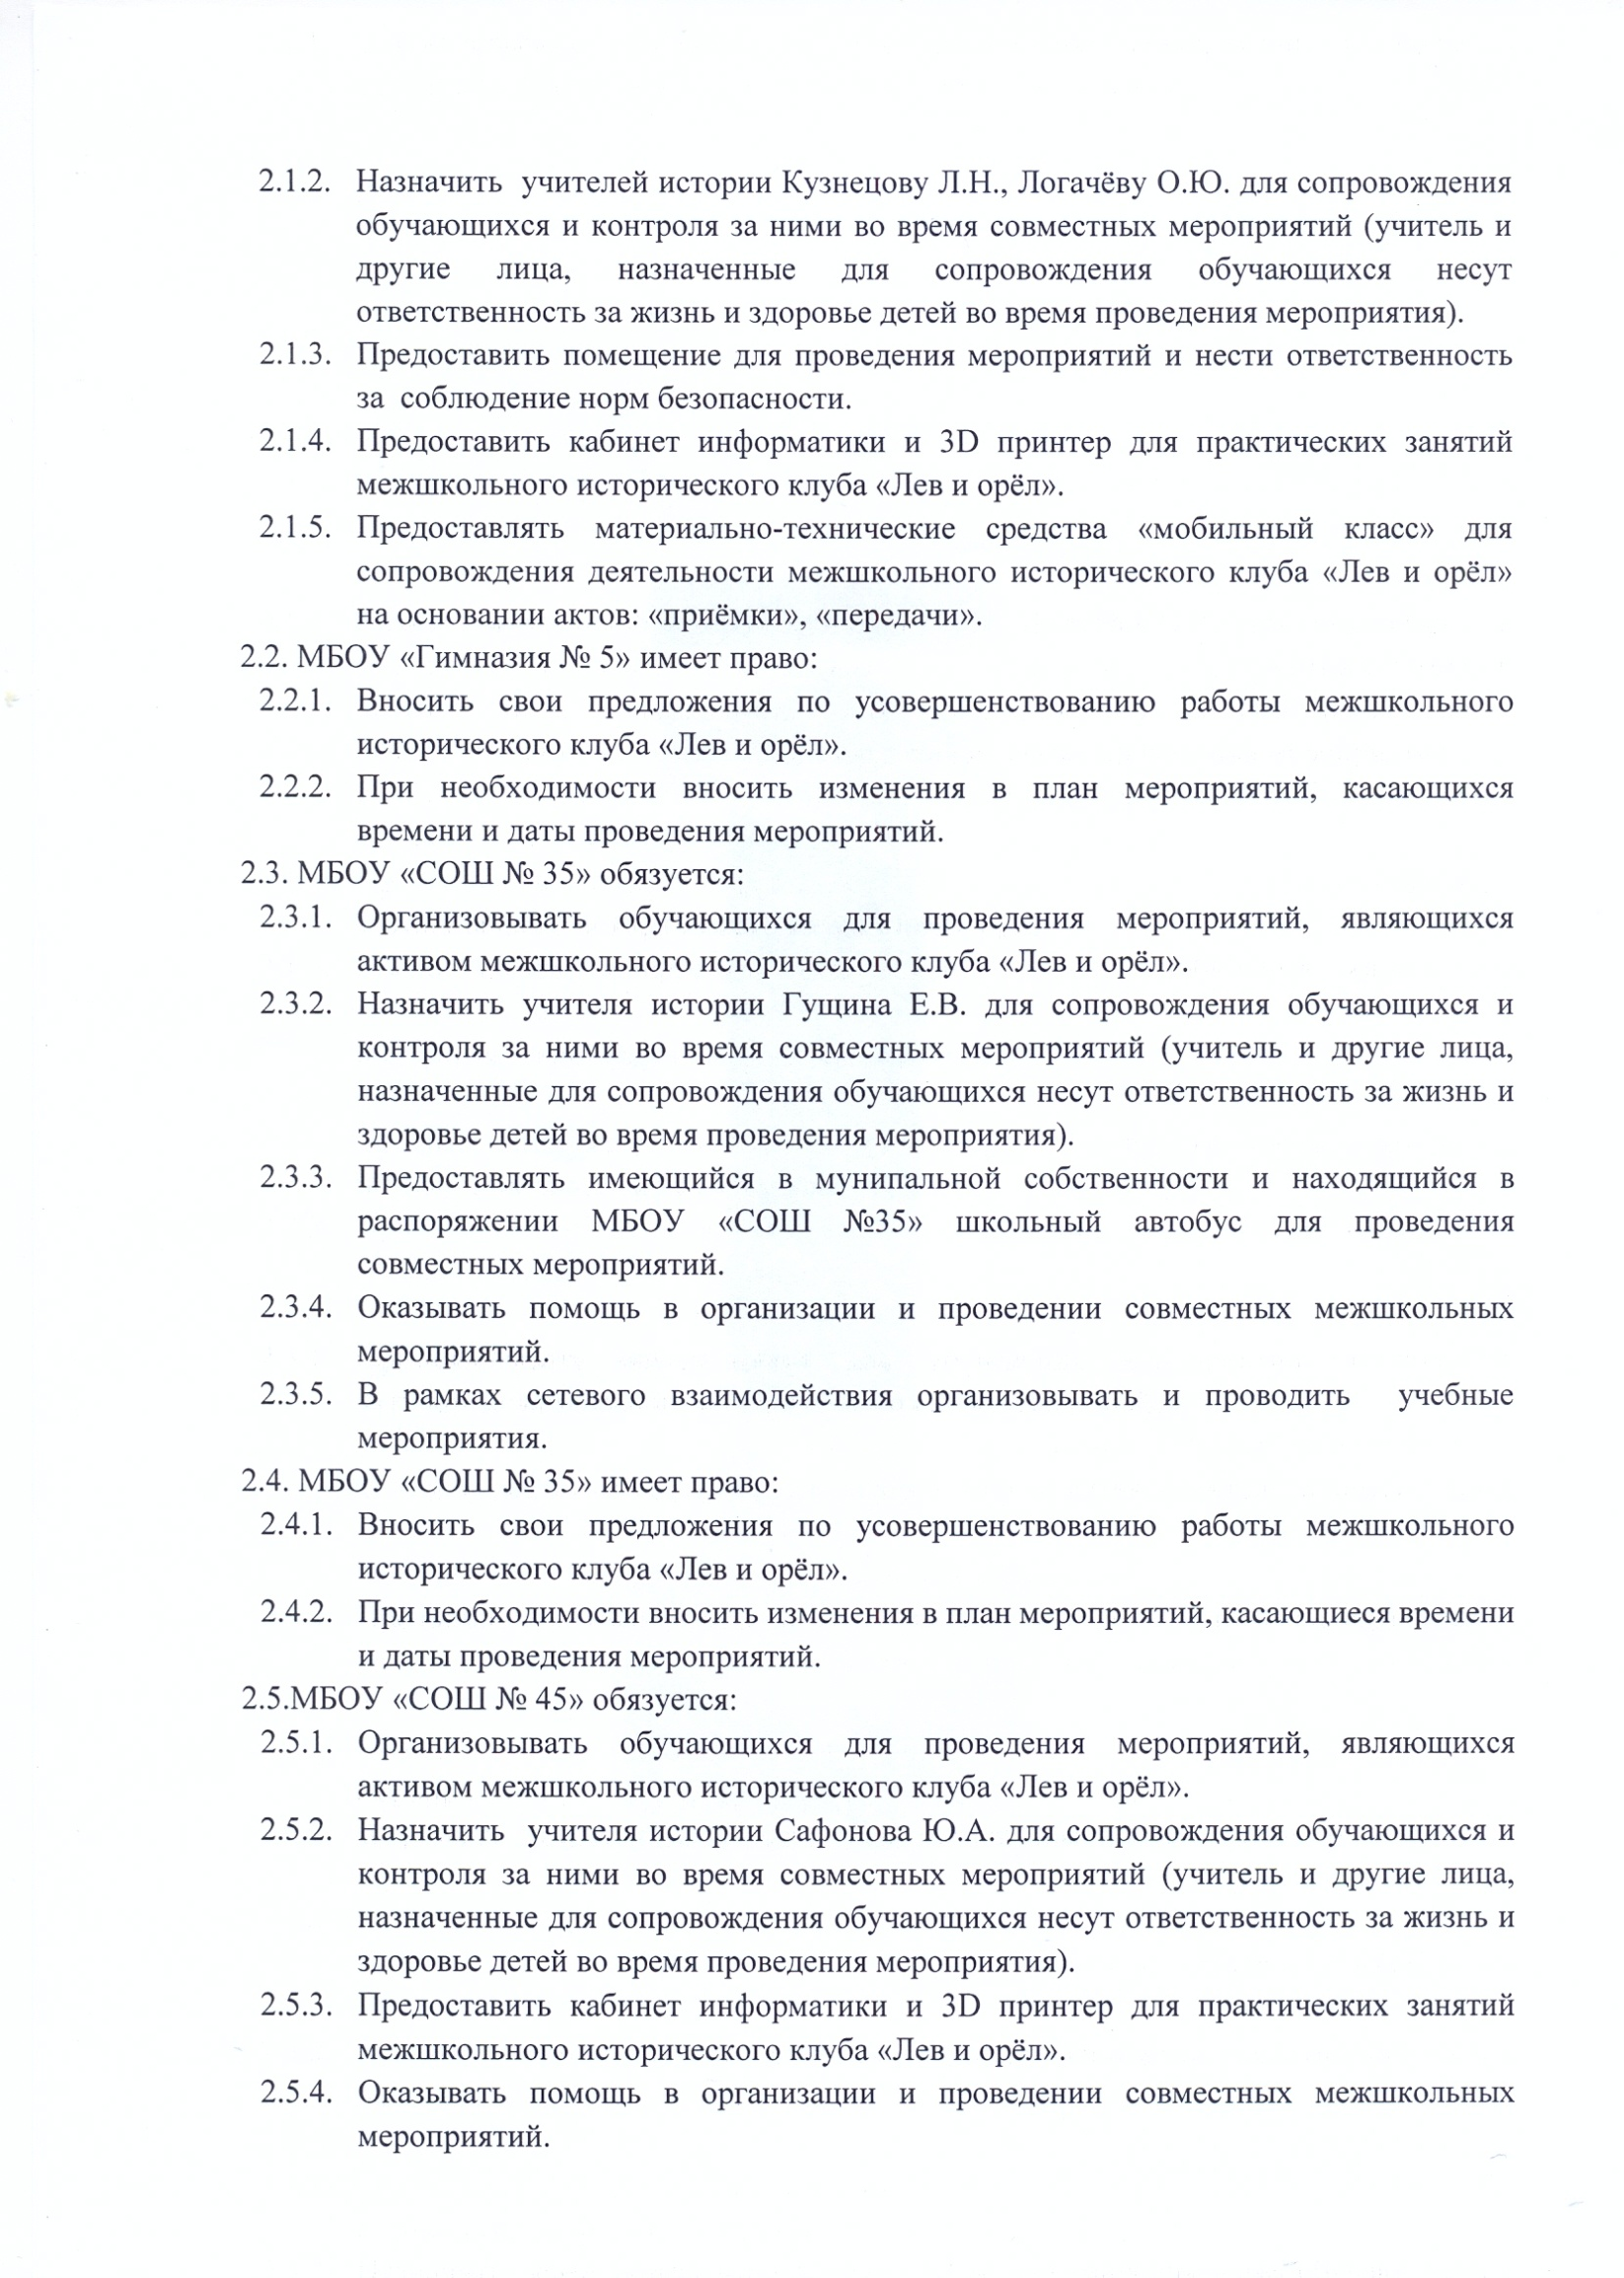 2.1.2. Назначить учителей истории Кузнецову Л.Н., Логачёву О.Ю. для сопровождения
обучающихся и контроля за ними во время совместных мероприятий (учитель и
другие лица, назначенные для сопровождения обучающихся несут
ответственность за жизнь и здоровье детей во время проведения мероприятия).
2.1.3. Предоставить помещение для проведения мероприятий и нести ответственность
за соблюдение норм безопасности.
2.1.4. Предоставить кабинет информатики и 3D принтер для практических занятий
межшкольного исторического клуба «Лев и орёл».
2.1.5. Предоставлять материально-технические средства «мобильный класс» для
сопровождения деятельности межшкольного исторического клуба «Лев и орёл»
на основании актов: «приёмки», «передачи».
2.2. МБОУ «Гимназия № 5» имеет право:
2.2.1. Вносить свои предложения по усовершенствованию работы межшкольного
исторического клуба «Лев и орёл».
2.2.2. При необходимости вносить изменения в план мероприятий, касающихся
времени и даты проведения мероприятий.
2.3. МБОУ «СОШ № 35» обязуется:
2.3.1. Организовывать обучающихся для проведения мероприятий, являющихся
активом межшкольного исторического клуба «Лев и орёл».
2.3.2. Назначить учителя истории Гущина Е.В. для сопровождения обучающихся и
контроля за ними во время совместных мероприятий (учитель и другие лица,
назначенные для сопровождения обучающихся несут ответственность за жизнь и
здоровье детей во время проведения мероприятия).
2.3.3. Предоставлять имеющийся в мунипальной собственности и находящийся в
распоряжении МБОУ «СОШ №35» школьный автобус для проведения
совместных мероприятий.
2.3.4. Оказывать помощь в организации и проведении совместных межшкольных
мероприятий.
2.3.5. В рамках сетевого взаимодействия организовывать и проводить учебные
мероприятия.
2.4. МБОУ «СОШ № 35» имеет право:
2.4.1. Вносить свои предложения по усовершенствованию работы межшкольного
исторического клуба «Лев и орёл».
2.4.2. При необходимости вносить изменения в план мероприятий, касающиеся времени
и даты проведения мероприятий.
2.5.МБОУ «СОШ № 45» обязуется:
2.5.1. Организовывать обучающихся для проведения мероприятий, являющихся
активом межшкольного исторического клуба «Лев и орёл».
2.5.2. Назначить учителя истории Сафонова Ю.А. для сопровождения обучающихся и
контроля за ними во время совместных мероприятий (учитель и другие лица,
назначенные для сопровождения обучающихся несут ответственность за жизнь и
здоровье детей во время проведения мероприятия).
2.5.3. Предоставить кабинет информатики и 3D принтер для практических занятий
межшкольного исторического клуба «Лев и орёл».
2.5.4. Оказывать помощь в организации и проведении совместных межшкольных
мероприятий.